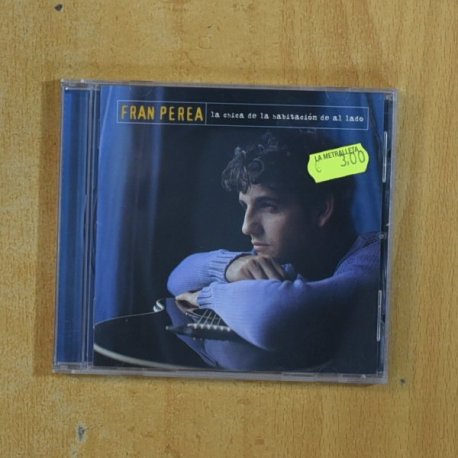 FRAN PEREA
la chica de la habitación de al lado
LA METRALLETA
€ 3.00